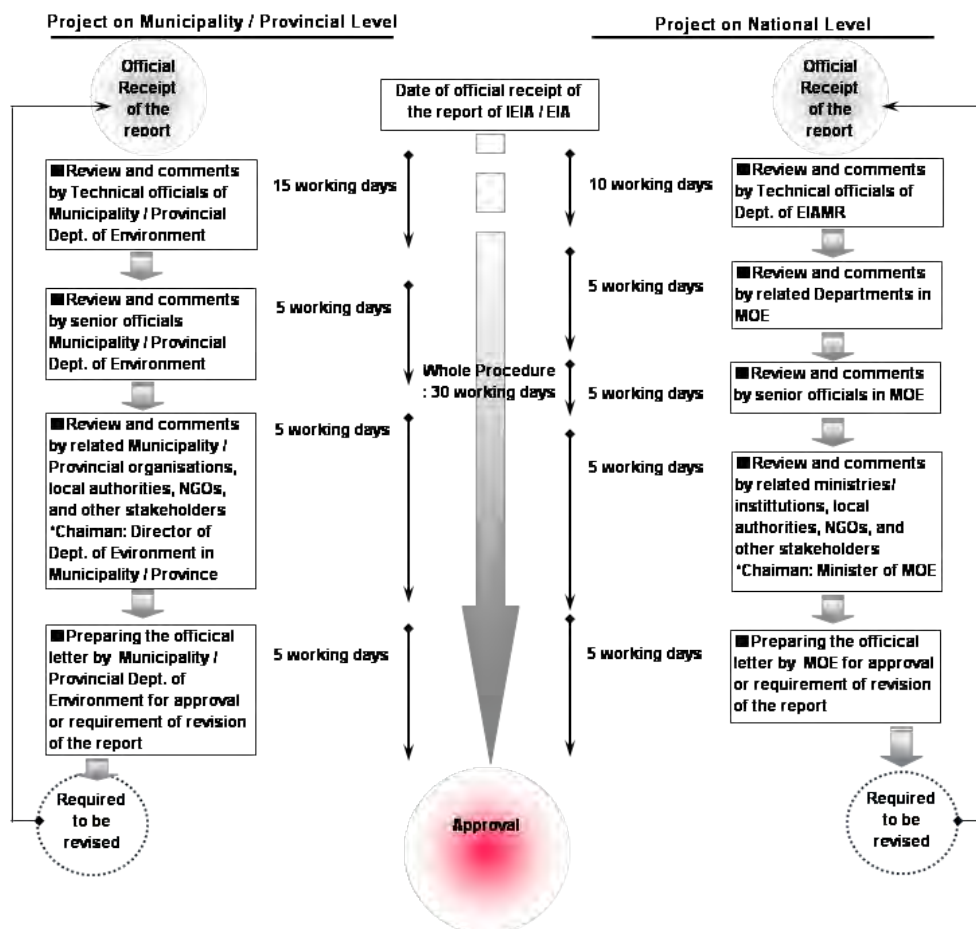 Project on Municipality / Provincial Level
Official
Receipt
of the
report
■Review and comments
by Technical officials of
Municipality / Provincial
Dept. of Environment
■Review and comments
by senior officials
Municipality / Provincial
Dept. of Environment
■Review and comments
by related Municipality /
Provincial organisations,
local authorities, NGOs,
and other stakeholders
*Chairman: Director of
Dept. of Evironment in
Municipality / Province
■Preparing the officical
letter by Municipality /
Provincial Dept. of
Environment for approval
or requirement of revision
of the report
Required
to be
revised
15 working days
5 working days
5 working days
5 working days
Date of official receipt of
the report of IEIA / EIA
Whole Procedure
: 30 working days
Approval
Project on National Level
10 working days
5 working days
5 working days
5 working days
5 working days
Official
Receipt
of the
report
■Review and comments
by Technical officials of
Dept. of EIAMR
■Review and comments
by related Departments in
MOE
■Review and comments
by senior officials in MOE
■Review and comments
by related ministries/
instittutions, local
authorities, NGOs, and
other stakeholders
*Chairman: Minister of MOE
■Preparing the officical
letter by MOE for approval
or requirement of revision
of the report
Required
to be
revised